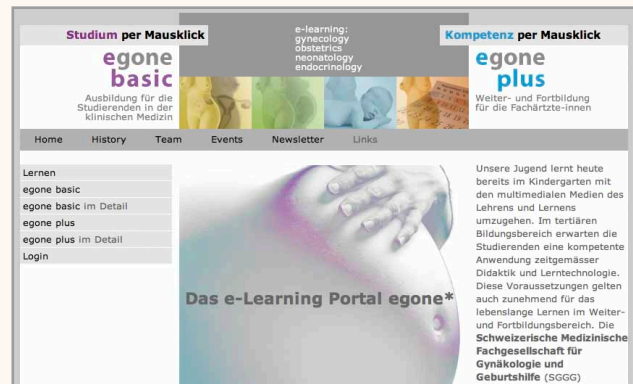 Studium per Mausklick
egone
basic
Ausbildung für die
Studierenden in der
klinischen Medizin
e-learning:
gynecology
obstetrics
neonatology
endocrinology
Kompetenz per Mausklick
egone
plus
Weiter- und Fortbildung
für die Fachärzte-innen
Home History Team Events Newsletter Links
Lernen
egone basic
egone basic im Detail
egone plus
egone plus im Detail
Login
Das e-Learning Portal egone*
Unsere Jugend lernt heute
bereits im Kindergarten mit
den multimedialen Medien des
Lehrens und Lernens
umzugehen. Im tertiären
Bildungsbereich erwarten die
Studierenden eine kompetente
Anwendung zeitgemässer
Didaktik und Lerntechnologie.
Diese Voraussetzungen gelten
auch zunehmend für das
lebenslange Lernen im Weiter-
und Fortbildungsbereich. Die
Schweizerische Medizinische
Fachgesellschaft für
Gynäkologie und
Geburtshilfe (SGGG)